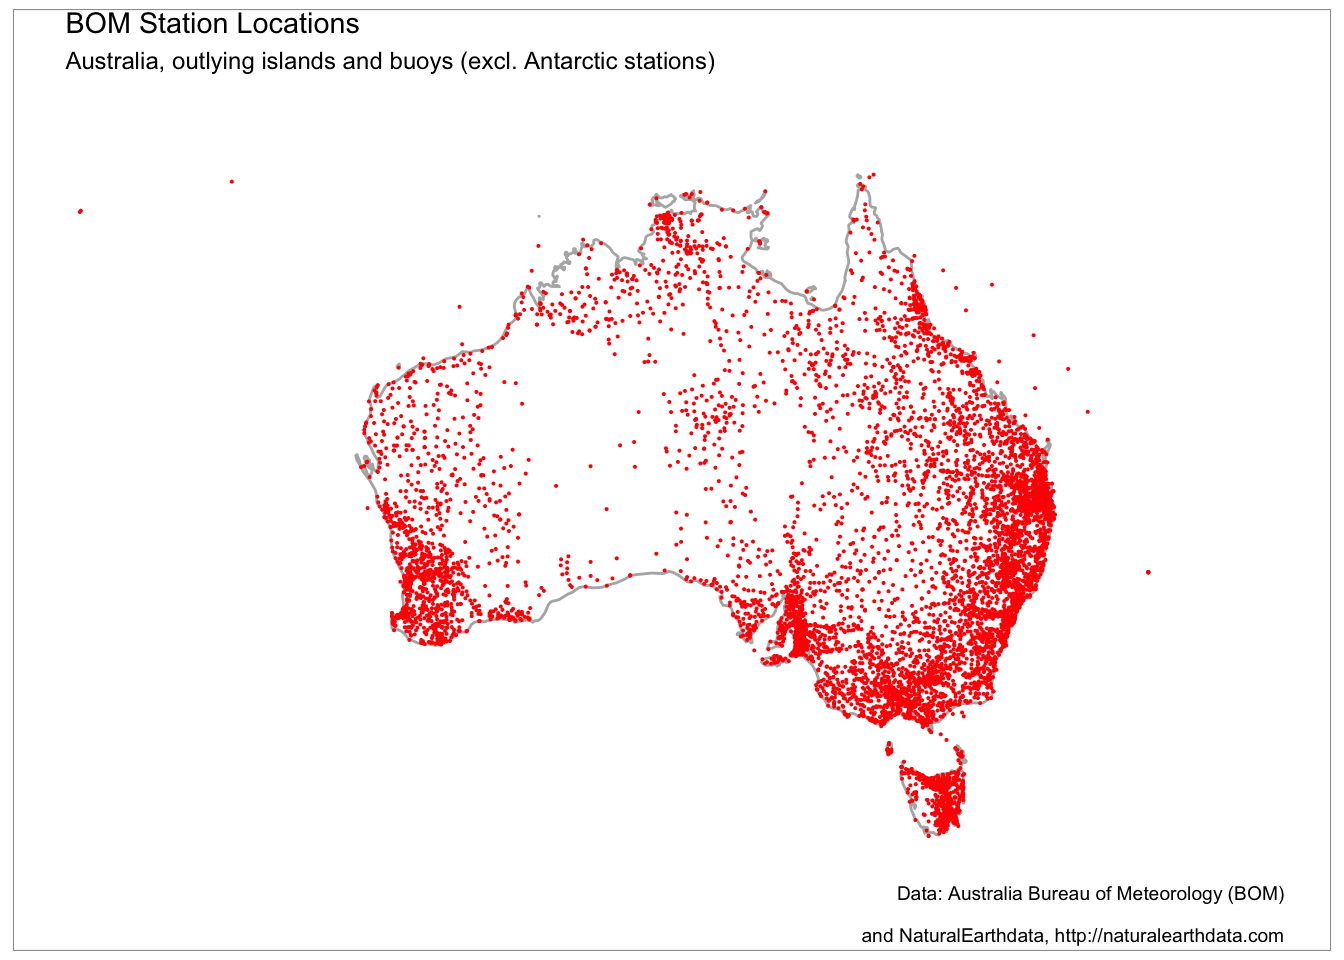 BOM Station Locations
Australia, outlying islands and buoys (excl. Antarctic stations)
Data: Australia Bureau of Meteorology (BOM)
and NaturalEarthdata, http://naturalearthdata.com